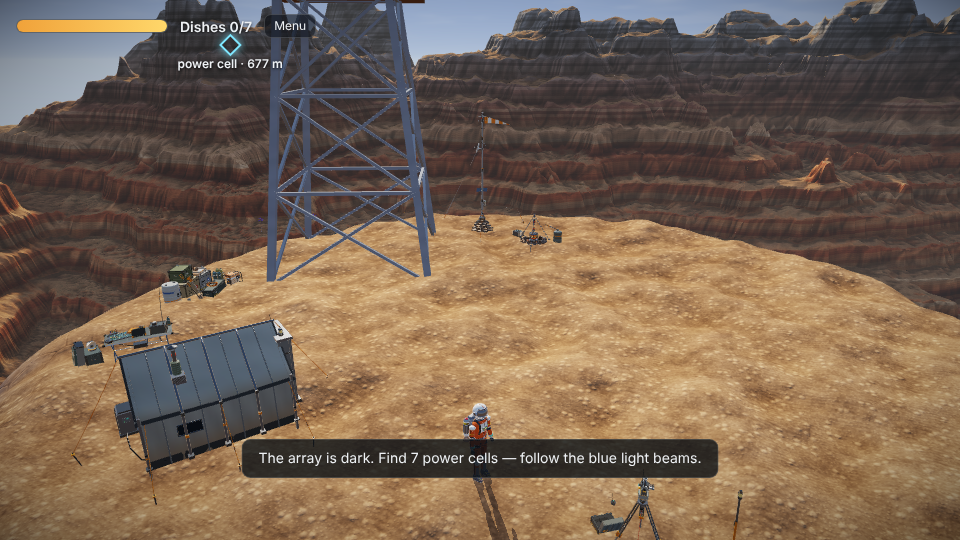 Dishes 0/7
Menu
power cell · 677 m
The array is dark. Find 7 power cells — follow the blue light beams.